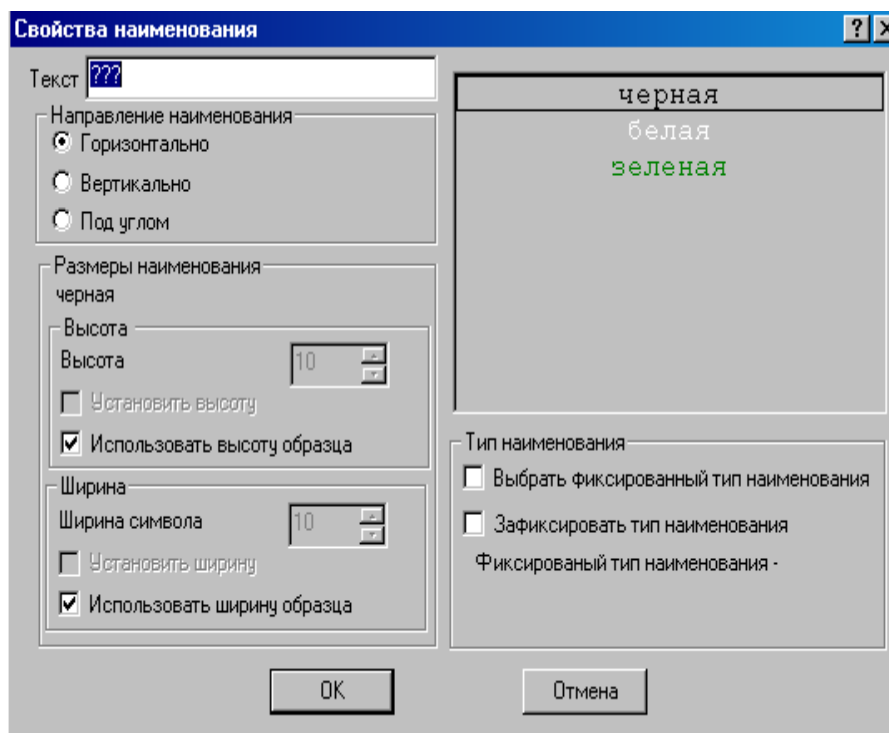 Свойства наименования
Текст ???
Направление наименования
Горизонтально
Вертикально
Под углом
Размеры наименования
черная
Высота
Высота 10
Установить высоту
Использовать высоту образца
Ширина
Ширина символа 10
Установить ширину
Использовать ширину образца
черная
белая
зеленая
Тип наименования
Выбрать фиксированный тип наименования
Зафиксировать тип наименования
Фиксированый тип наименования -
OK
Отмена